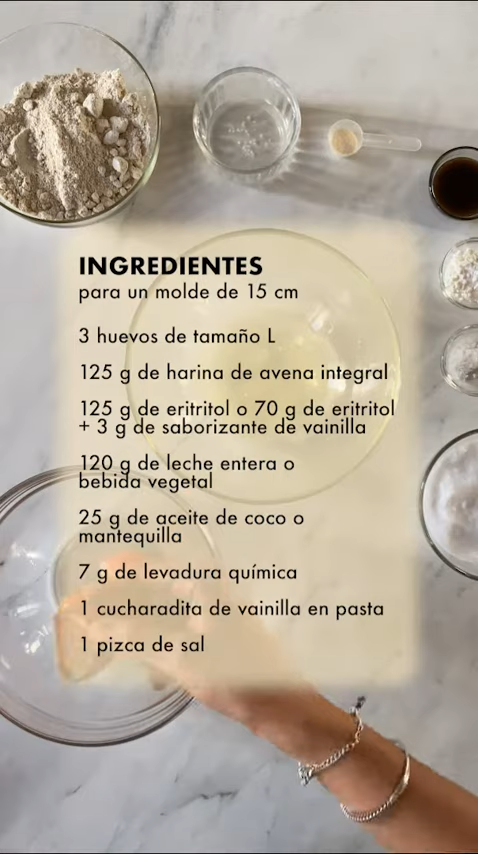 INGREDIENTES
para un molde de 15 cm
3 huevos de tamaño L
125 g de harina de avena integral
125 g de eritritol o 70 g de eritritol
+ 3 g de saborizante de vainilla
120 g de leche entera o
bebida vegetal
25 g de aceite de coco o
mantequilla
7 g de levadura química
1 cucharadita de vainilla en pasta
1 pizca de sal